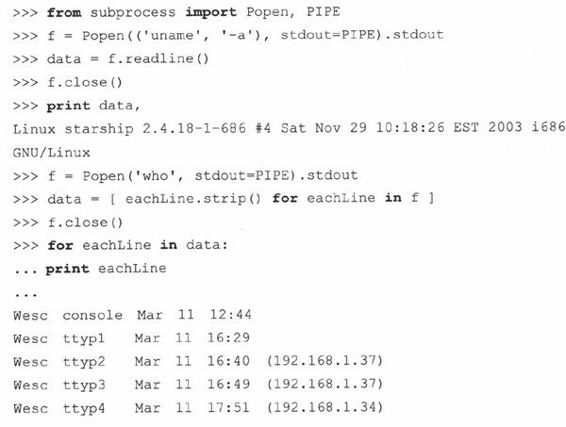 >>> from subprocess import Popen, PIPE
>>> f = Popen(('uname', '-a'), stdout=PIPE).stdout
>>> data = f.readline()
>>> f.close()
>>> print data,
Linux starship 2.4.18-1-686 #4 Sat Nov 29 10:18:26 EST 2003 i686
GNU/Linux
>>> f = Popen('who', stdout=PIPE).stdout
>>> data = [ eachLine.strip() for eachLine in f ]
>>> f.close()
>>> for eachLine in data:
... print eachLine
...
Wesc console Mar 11 12:44
Wesc ttyp1 Mar 11 16:29
Wesc ttyp2 Mar 11 16:40 (192.168.1.37)
Wesc ttyp3 Mar 11 16:49 (192.168.1.37)
Wesc ttyp4 Mar 11 17:51 (192.168.1.34)